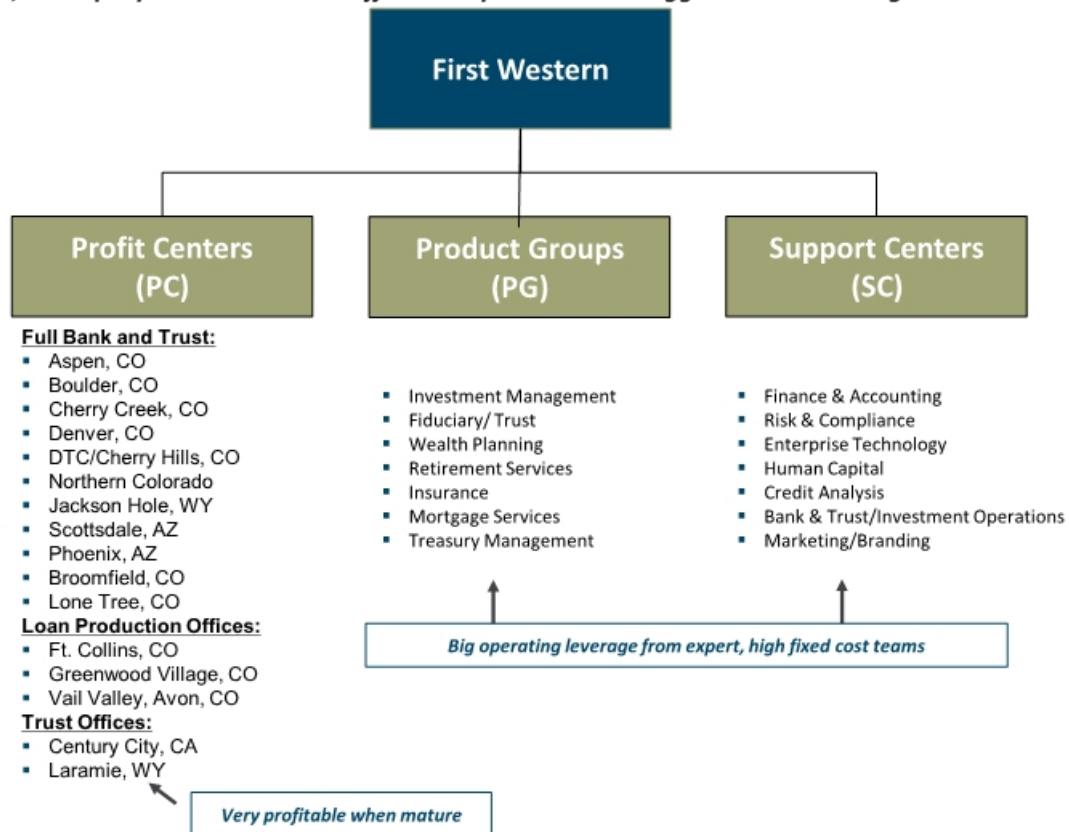 First Western
Profit Centers
(PC)
Product Groups
(PG)
Support Centers
(SC)
Full Bank and Trust:
Aspen, CO
Boulder, CO
Cherry Creek, CO
Denver, CO
DTC/Cherry Hills, CO
Northern Colorado
Jackson Hole, WY
Scottsdale, AZ
Phoenix, AZ
Broomfield, CO
Lone Tree, CO
Loan Production Offices:
Ft. Collins, CO
Greenwood Village, CO
Vail Valley, Avon, CO
Trust Offices:
Century City, CA
Laramie, WY
Very profitable when mature
Investment Management
Fiduciary/ Trust
Wealth Planning
Retirement Services
Insurance
Mortgage Services
Treasury Management
Finance & Accounting
Risk & Compliance
Enterprise Technology
Human Capital
Credit Analysis
Bank & Trust/Investment Operations
Marketing/Branding
Big operating leverage from expert, high fixed cost teams